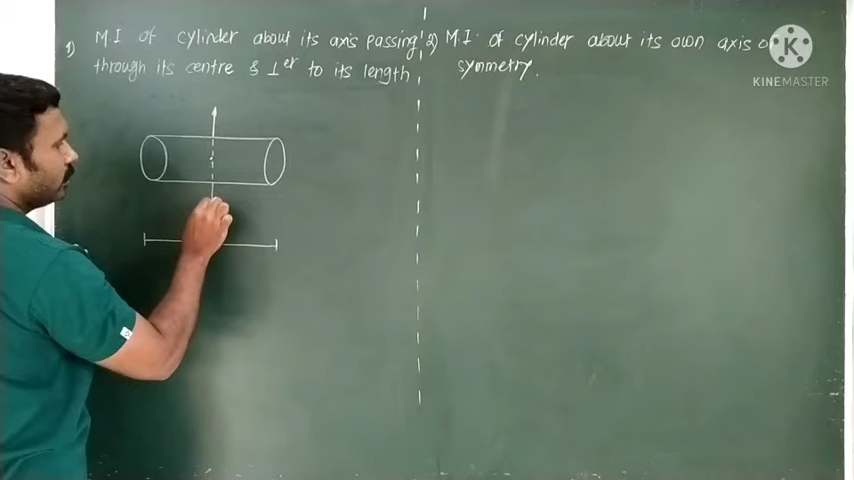 1) M I of cylinder about its axis passing
through its centre & ⊥er to its length
2) M.I. of cylinder about its own axis of
symmetry.
K
KINEMASTER